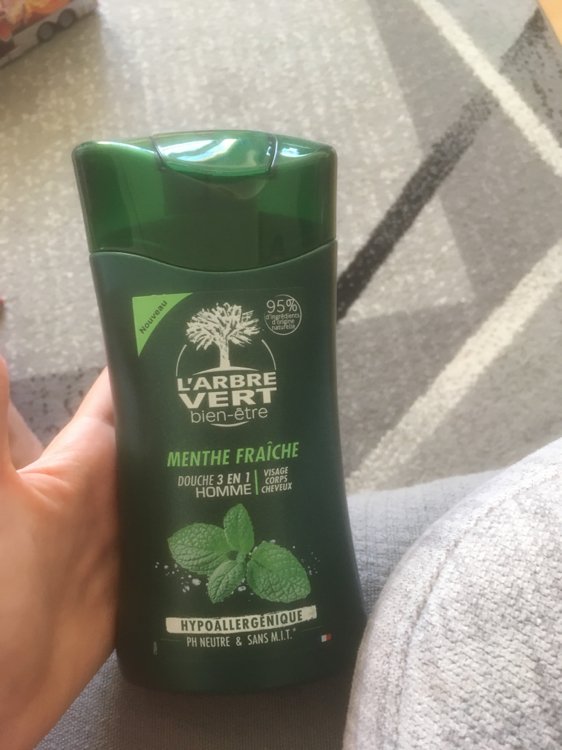 Nouveau
95%
d'ingrédients
d'origine
naturelle
L'ARBRE
VERT
bien-être
MENTHE FRAÎCHE
DOUCHE 3 EN 1
HOMME
VISAGE
CORPS
CHEVEUX
HYPOALLERGÉNIQUE
PH NEUTRE & SANS M.I.T.*